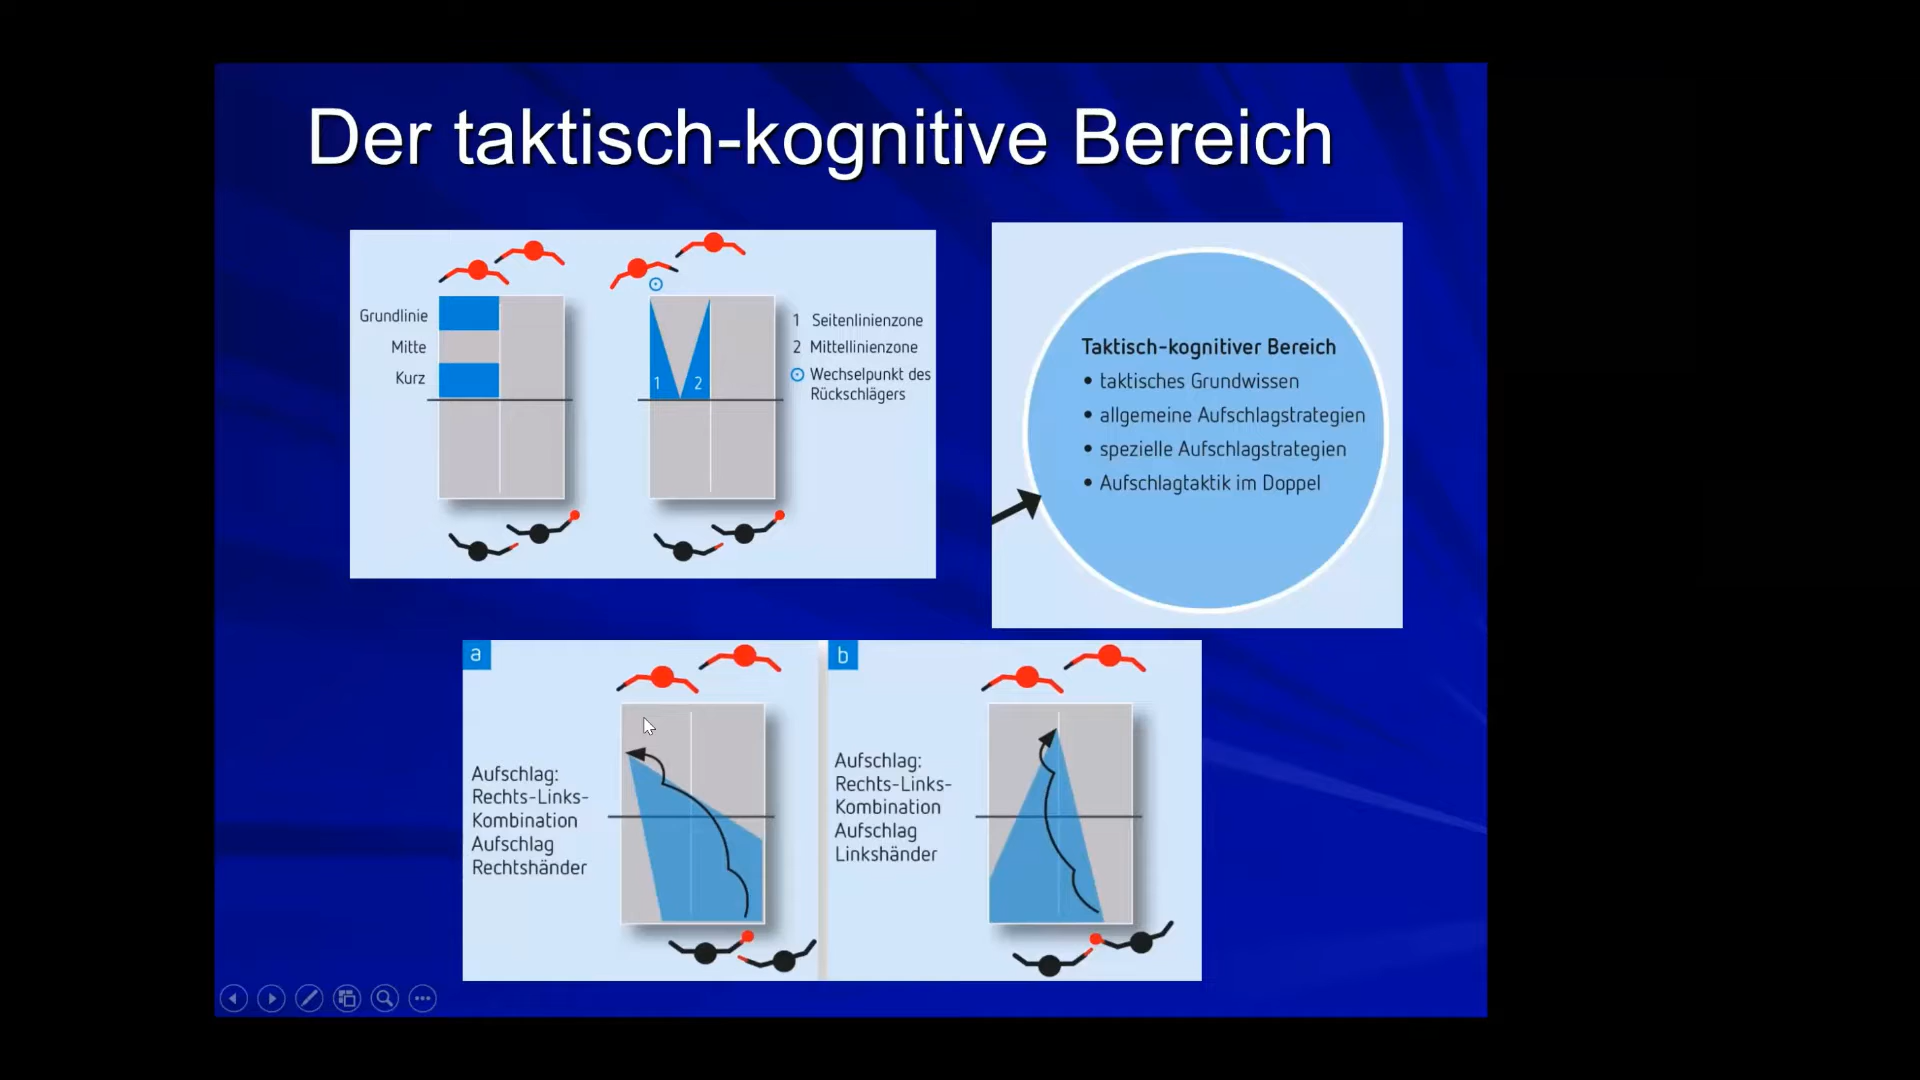 Der taktisch-kognitive Bereich
Grundlinie
Mitte
Kurz
1
2
1 Seitenlinienzone
2 Mittellinienzone
Wechselpunkt des
Rückschlägers
Taktisch-kognitiver Bereich
• taktisches Grundwissen
• allgemeine Aufschlagstrategien
• spezielle Aufschlagstrategien
• Aufschlagtaktik im Doppel
a
Aufschlag:
Rechts-Links-
Kombination
Aufschlag
Rechtshänder
b
Aufschlag:
Rechts-Links-
Kombination
Aufschlag
Linkshänder